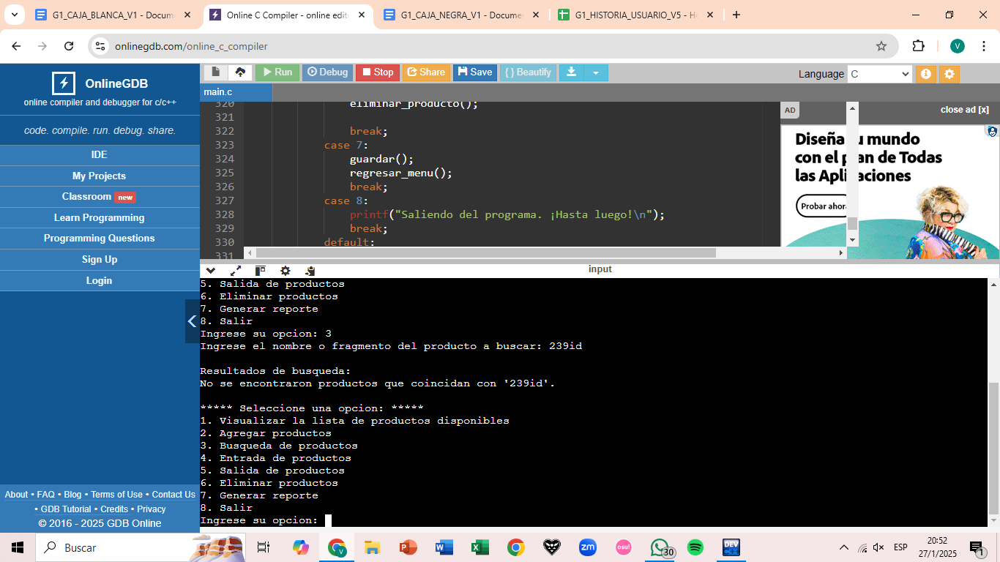 G1_CAJA_BLANCA_V1 - Docume
Online C Compiler - online edito
G1_CAJA_NEGRA_V1 - Docume
G1_HISTORIA_USUARIO_V5 - Ho
onlinegdb.com/online_c_compiler
V
OnlineGDB
online compiler and debugger for c/c++
code. compile. run. debug. share.
IDE
My Projects
Classroom new
Learn Programming
Programming Questions
Sign Up
Login
About • FAQ • Blog • Terms of Use • Contact Us
• GDB Tutorial • Credits • Privacy
© 2016 - 2025 GDB Online
Run Debug Stop Share Save { } Beautify
Language C
main.c
320 eliminar_producto();
321
322 break;
323 case 7:
324 guardar();
325 regresar_menu();
326 break;
327 case 8:
328 printf("Saliendo del programa. ¡Hasta luego!\n");
329 break;
330 default:
331
AD
close ad [x]
Diseña tu mundo
con el plan de Todas
las Aplicaciones
Probar ahora
input
5. Salida de productos
6. Eliminar productos
7. Generar reporte
8. Salir
Ingrese su opcion: 3
Ingrese el nombre o fragmento del producto a buscar: 239id
Resultados de busqueda:
No se encontraron productos que coincidan con '239id'.
***** Seleccione una opcion: *****
1. Visualizar la lista de productos disponibles
2. Agregar productos
3. Busqueda de productos
4. Entrada de productos
5. Salida de productos
6. Eliminar productos
7. Generar reporte
8. Salir
Ingrese su opcion:
Buscar
V
zm
osu!
30
DEV
ESP
20:52
27/1/2025
1